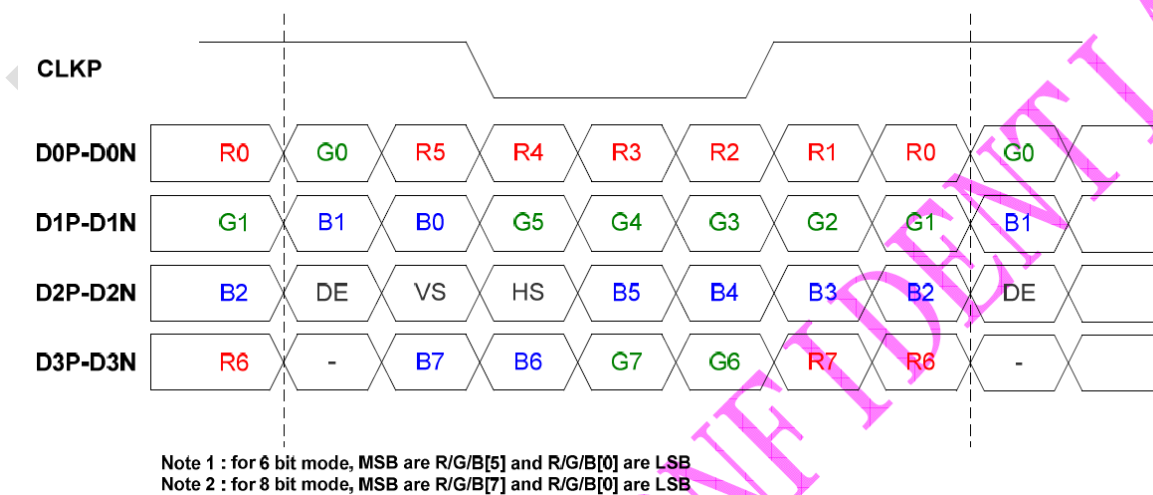 CLKP
D0P-D0N R0 G0 R5 R4 R3 R2 R1 R0 G0
D1P-D1N G1 B1 B0 G5 G4 G3 G2 G1 B1
D2P-D2N B2 DE VS HS B5 B4 B3 B2 DE
D3P-D3N R6 - B7 B6 G7 G6 R7 R6 -
Note 1 : for 6 bit mode, MSB are R/G/B[5] and R/G/B[0] are LSB
Note 2 : for 8 bit mode, MSB are R/G/B[7] and R/G/B[0] are LSB
NFIDENTI